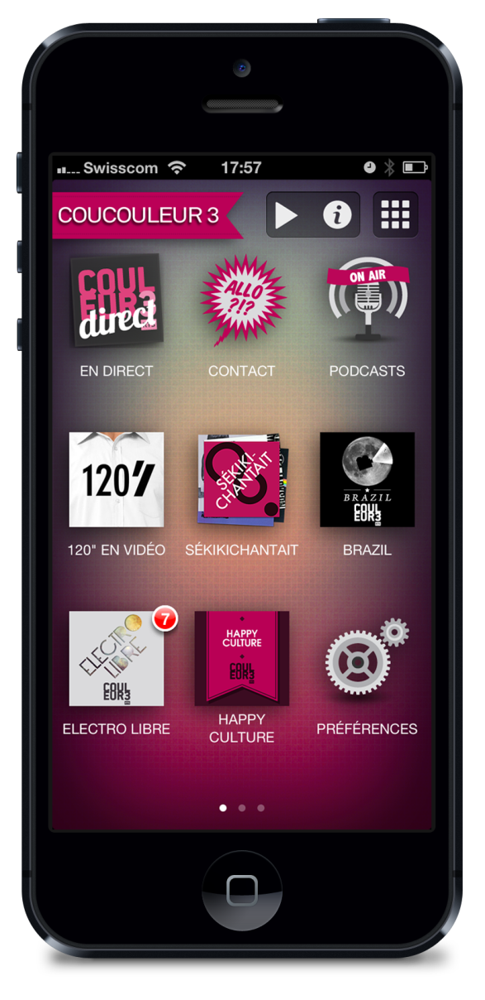 Swisscom 17:57
COUCOULEUR 3 i
COUL
EUR3
direct
ALLO
?!?
ON AIR
EN DIRECT CONTACT PODCASTS
120"
SÉKIKI
CHANTAIT
BRAZIL
COUL
EUR3
120" EN VIDÉO SÉKIKICHANTAIT BRAZIL
7
ELECTRO
LIBRE
COUL
EUR3
HAPPY
CULTURE
+
COUL
EUR3
ELECTRO LIBRE HAPPY CULTURE PRÉFÉRENCES